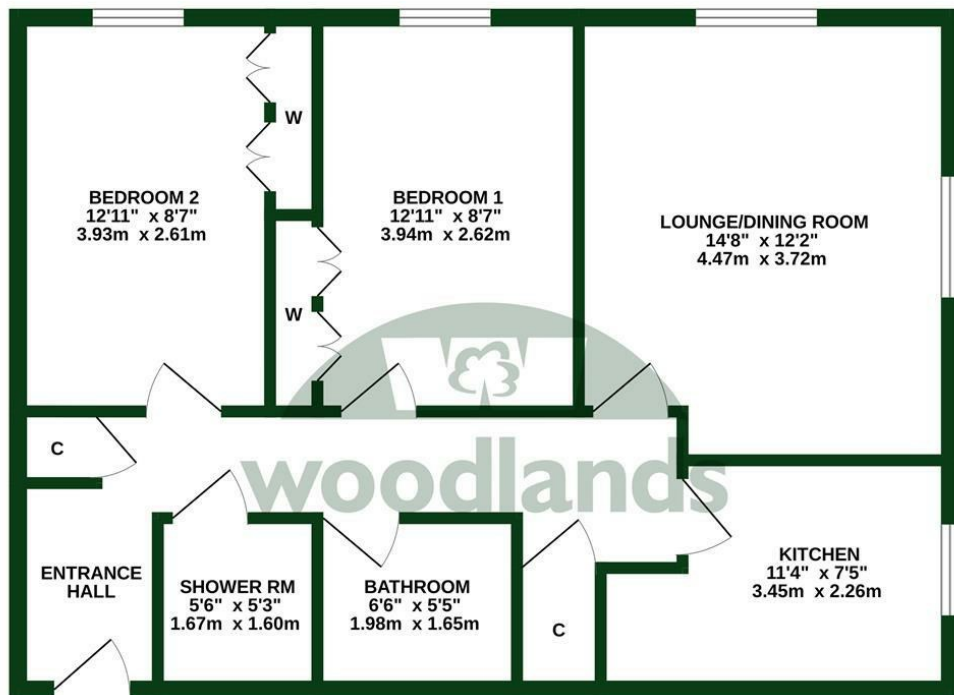 BEDROOM 2
12'11" x 8'7"
3.93m x 2.61m
W
BEDROOM 1
12'11" x 8'7"
3.94m x 2.62m
LOUNGE/DINING ROOM
14'8" x 12'2"
4.47m x 3.72m
W
C
woodlands
ENTRANCE
HALL
SHOWER RM
5'6" x 5'3"
1.67m x 1.60m
BATHROOM
6'6" x 5'5"
1.98m x 1.65m
C
KITCHEN
11'4" x 7'5"
3.45m x 2.26m